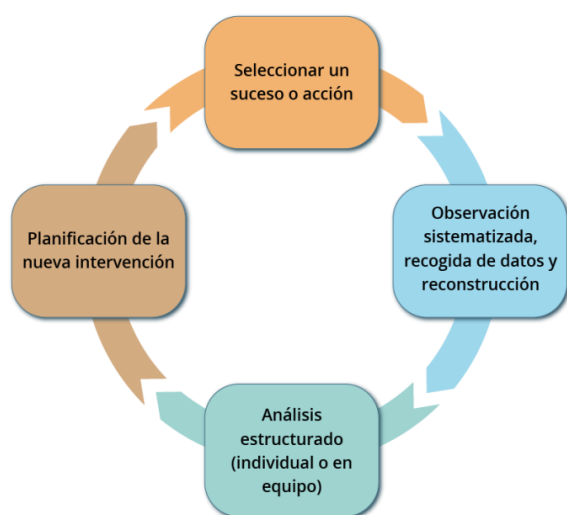 Seleccionar un
suceso o acción
Observación
sistematizada,
recogida de datos y
reconstrucción
Análisis
estructurado
(individual o en
equipo)
Planificación de la
nueva intervención